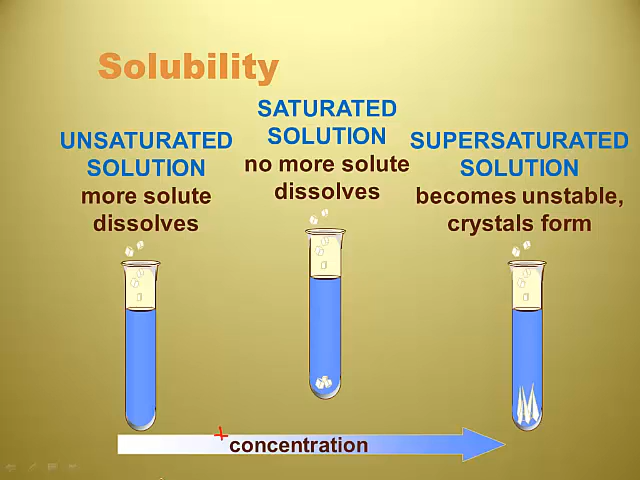 Solubility
UNSATURATED
SOLUTION
more solute
dissolves
SATURATED
SOLUTION
no more solute
dissolves
SUPERSATURATED
SOLUTION
becomes unstable,
crystals form
concentration